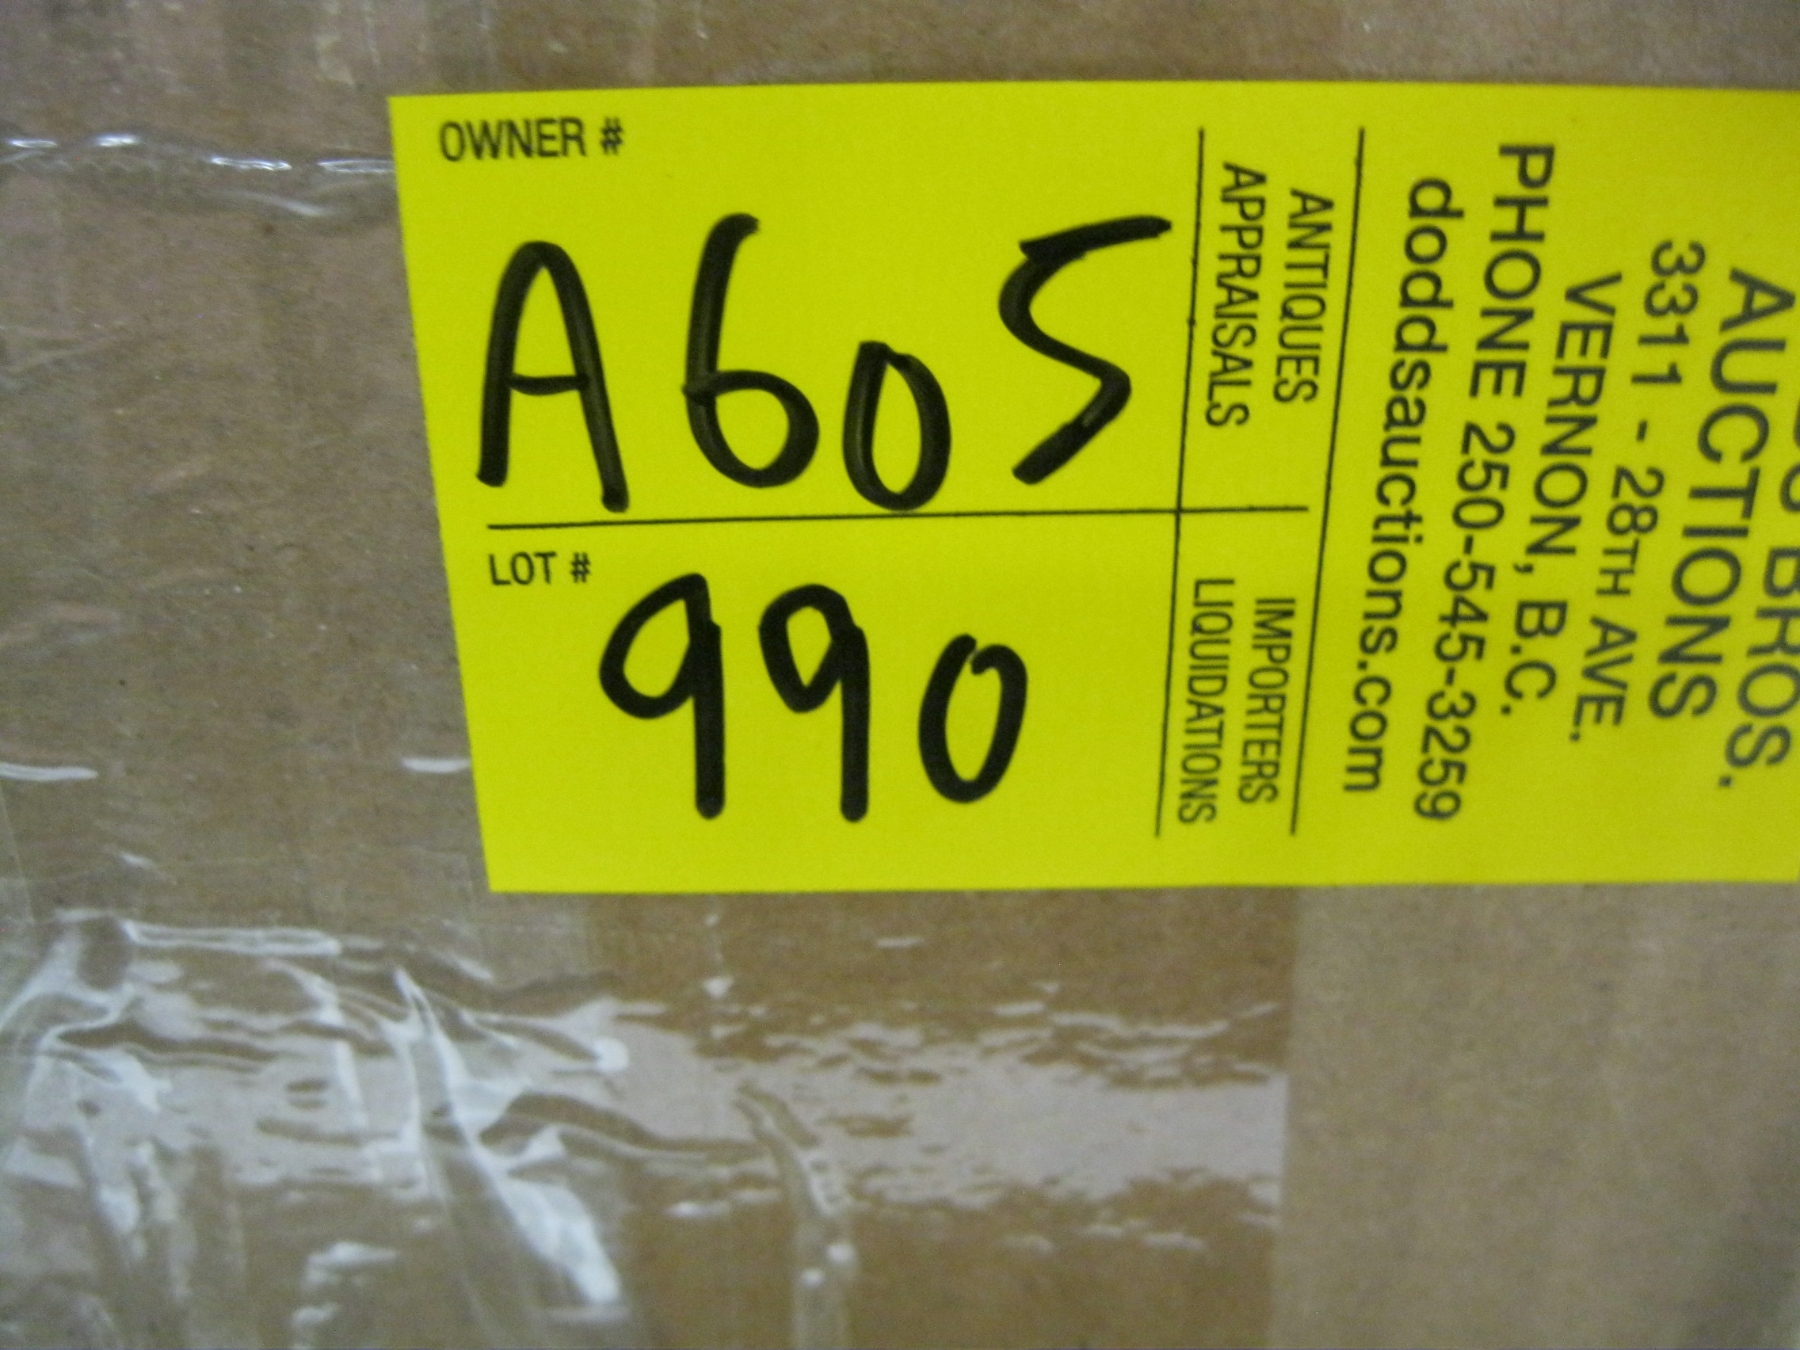 OWNER #
A605
LOT #
990
ANTIQUES
APPRAISALS
IMPORTERS
LIQUIDATIONS
BROS.
AUCTIONS
3311 - 28TH AVE.
VERNON, B.C.
PHONE 250-545-3259
doddsauctions.com